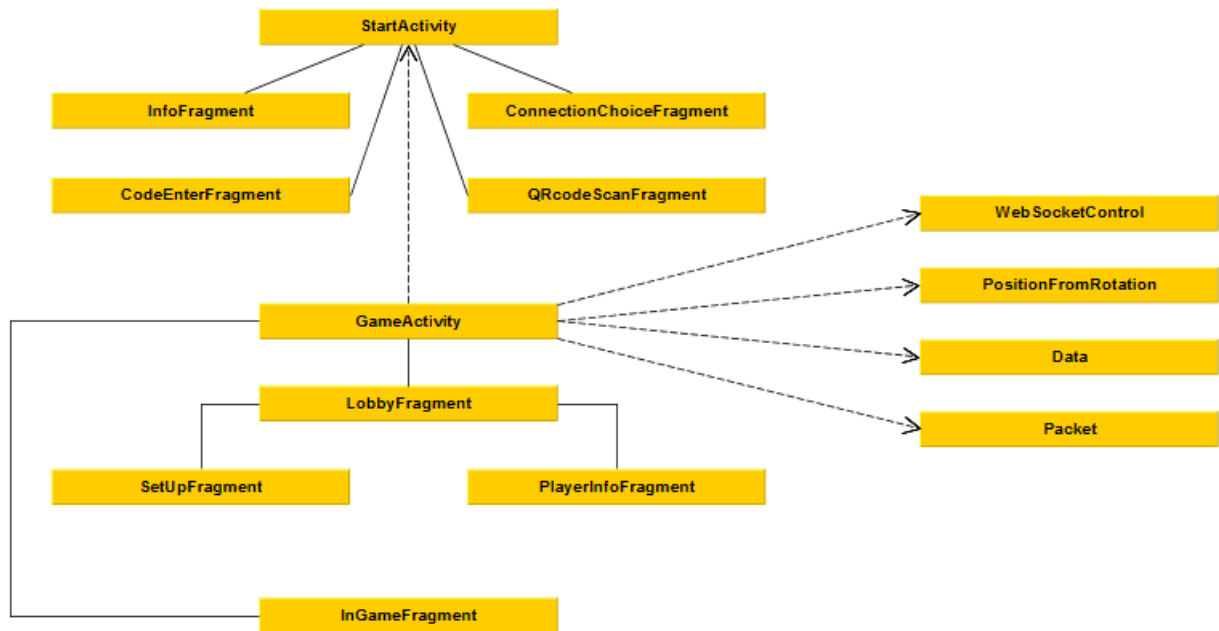 StartActivity
InfoFragment
ConnectionChoiceFragment
CodeEnterFragment
QRcodeScanFragment
WebSocketControl
PositionFromRotation
GameActivity
Data
LobbyFragment
Packet
SetUpFragment
PlayerInfoFragment
InGameFragment